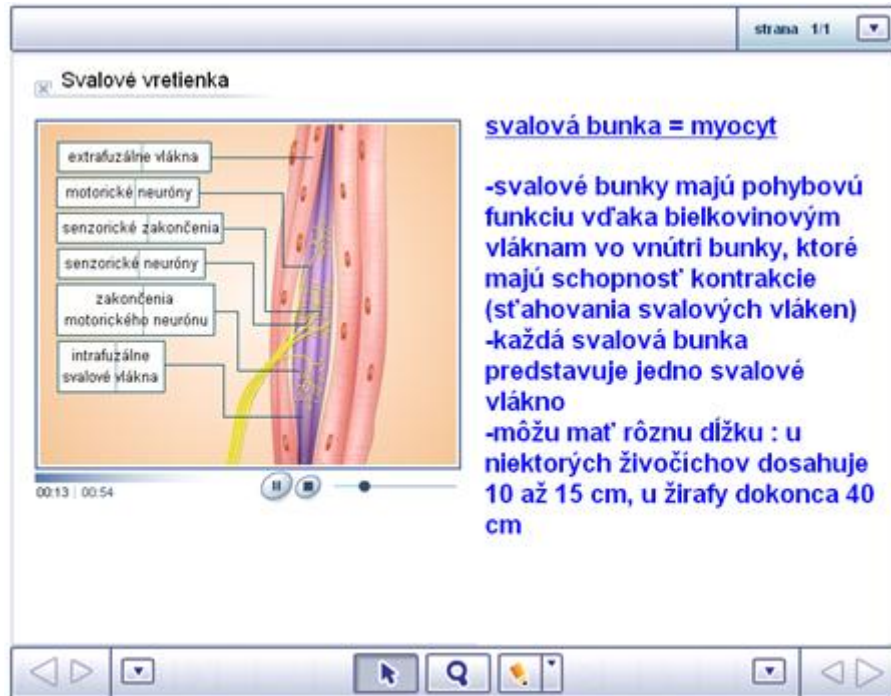 strana 1/1
Svalové vretienka
extrafuzálne vlákna
motorické neuróny
senzorické zakončenia
senzorické neuróny
zakončenia
motorického neurónu
intrafuzálne
svalové vlákna
00:13 | 00:54
svalová bunka = myocyt
-svalové bunky majú pohybovú
funkciu vďaka bielkovinovým
vláknam vo vnútri bunky, ktoré
majú schopnosť kontrakcie
(sťahovania svalových vláken)
-každá svalová bunka
predstavuje jedno svalové
vlákno
-môžu mať rôznu dĺžku : u
niektorých živočíchov dosahuje
10 až 15 cm, u žirafy dokonca 40
cm